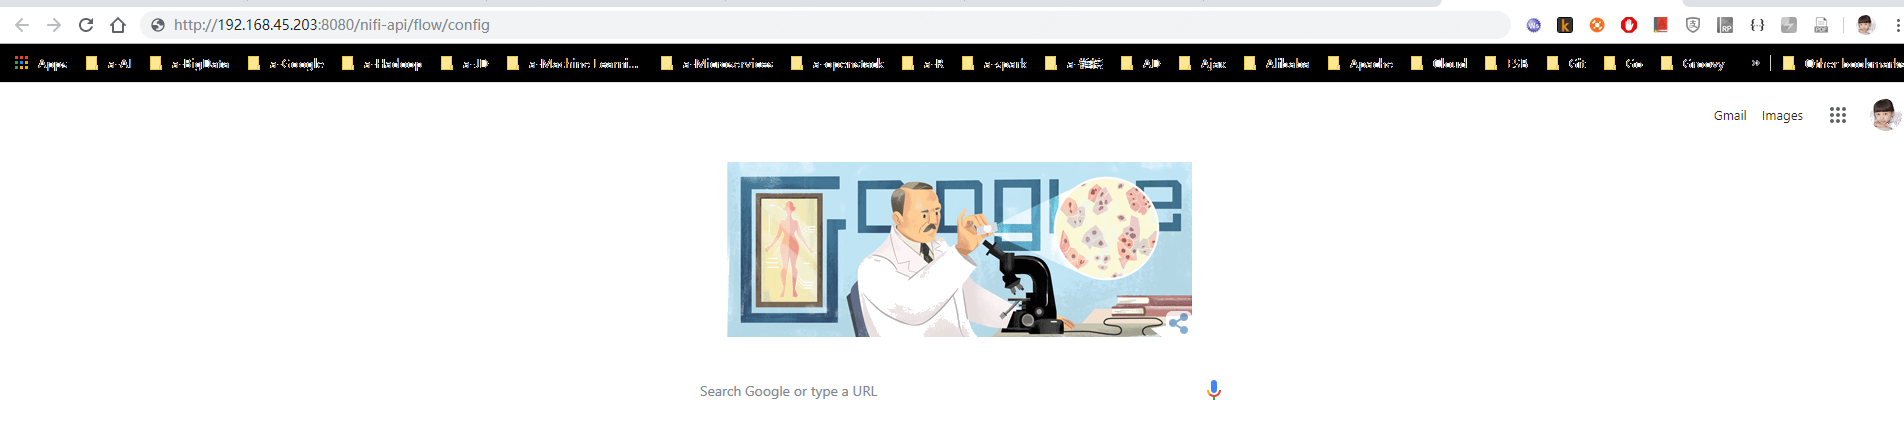 http://192.168.45.203:8080/nifi-api/flow/config
Apps a-AI a-BigData a-Google a-Hadoop a-JD a-Machine Learni... a-Microservices a-openstack a-R a-spark AD Ajax Alibaba Apache Cloud ESB Git Go Groovy » Other bookmarks
Gmail Images
Google
Search Google or type a URL